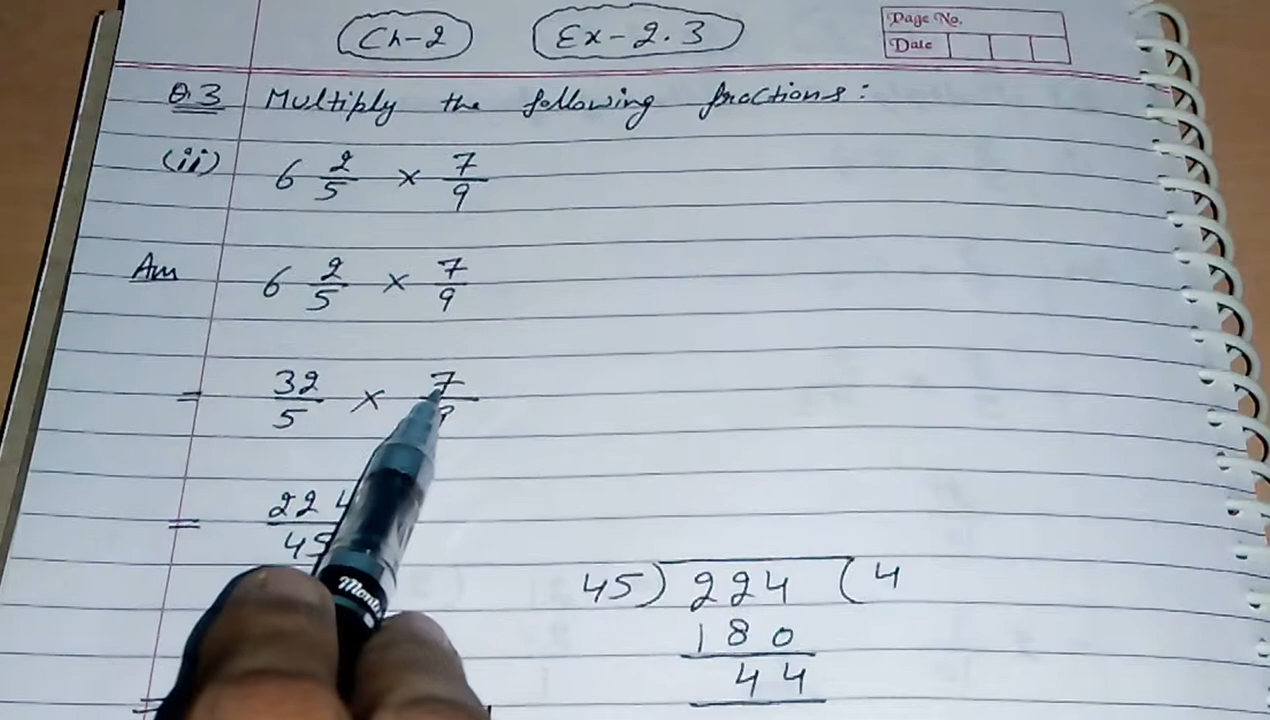 Ch-2 Ex-2.3
Page No.
Date
Q3 Multiply the following fractions:
(ii) 6 2/5 × 7/9
Ans 6 2/5 × 7/9
= 32/5 × 7/9
= 224/45
45) 224 (4
180
44
=